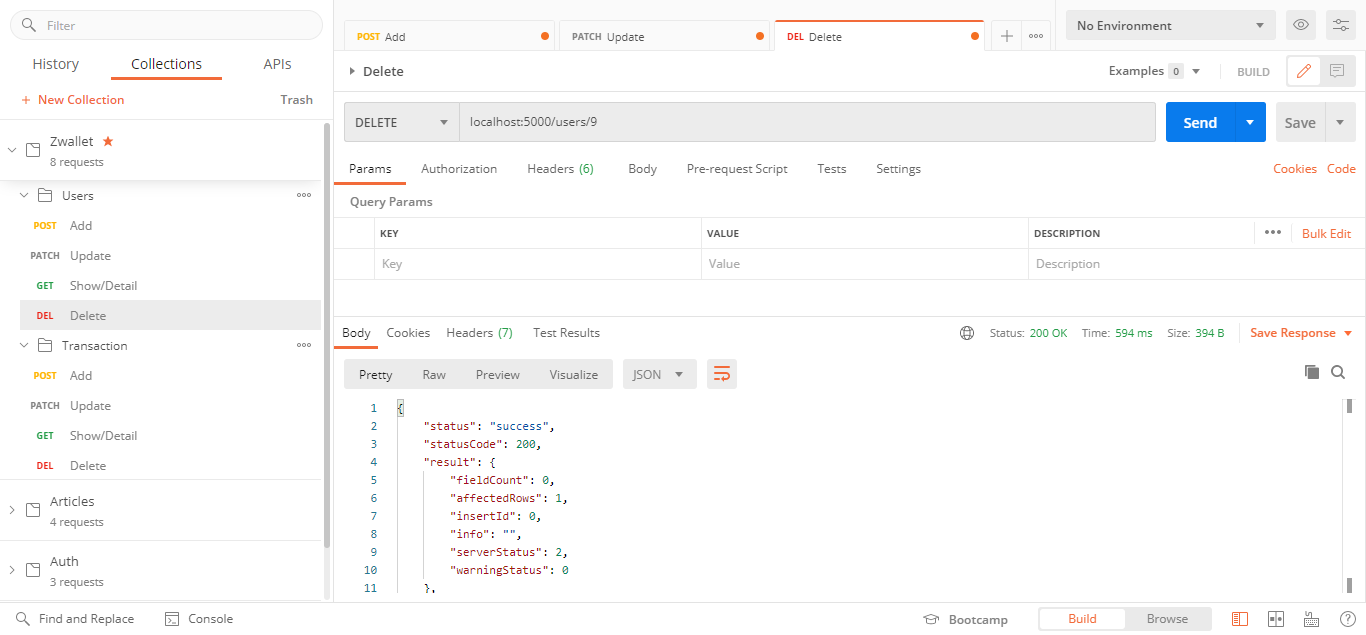 Filter
History Collections APIs
+ New Collection Trash
Zwallet
8 requests
Users
POST Add
PATCH Update
GET Show/Detail
DEL Delete
Transaction
POST Add
PATCH Update
GET Show/Detail
DEL Delete
Articles
4 requests
Auth
3 requests
POST Add PATCH Update DEL Delete
No Environment
Delete Examples 0 BUILD
DELETE localhost:5000/users/9 Send Save
Params Authorization Headers (6) Body Pre-request Script Tests Settings Cookies Code
Query Params
KEY VALUE DESCRIPTION Bulk Edit
Key Value Description
Body Cookies Headers (7) Test Results Status: 200 OK Time: 594 ms Size: 394 B Save Response
Pretty Raw Preview Visualize JSON
1 {
2 "status": "success",
3 "statusCode": 200,
4 "result": {
5 "fieldCount": 0,
6 "affectedRows": 1,
7 "insertId": 0,
8 "info": "",
9 "serverStatus": 2,
10 "warningStatus": 0
11 },
Find and Replace Console Bootcamp Build Browse